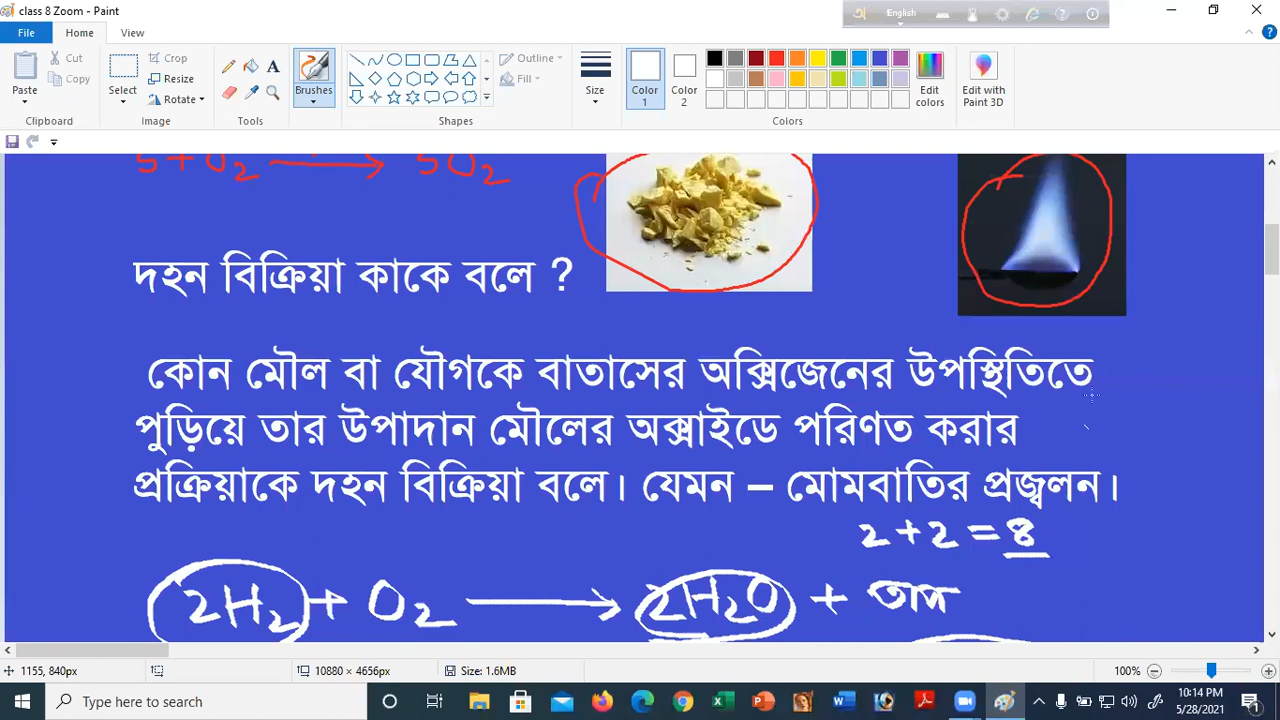 class 8 Zoom - Paint
English
File
Home
View
Paste
Cut
Copy
Clipboard
Select
Crop
Resize
Rotate
Image
Tools
Brushes
Shapes
Outline
Fill
Size
Color 1
Color 2
Colors
Edit colors
Edit with Paint 3D
S + O2 → SO2
দহন বিক্রিয়া কাকে বলে ?
কোন মৌল বা যৌগকে বাতাসের অক্সিজেনের উপস্থিতিতে
পুড়িয়ে তার উপাদান মৌলের অক্সাইডে পরিণত করার
প্রক্রিয়াকে দহন বিক্রিয়া বলে। যেমন – মোমবাতির প্রজ্বলন।
2+2=8
2H2 + O2 → 2H2O + তাপ
1155, 840px
10880 × 4656px
Size: 1.6MB
100%
Type here to search
10:14 PM
5/28/2021